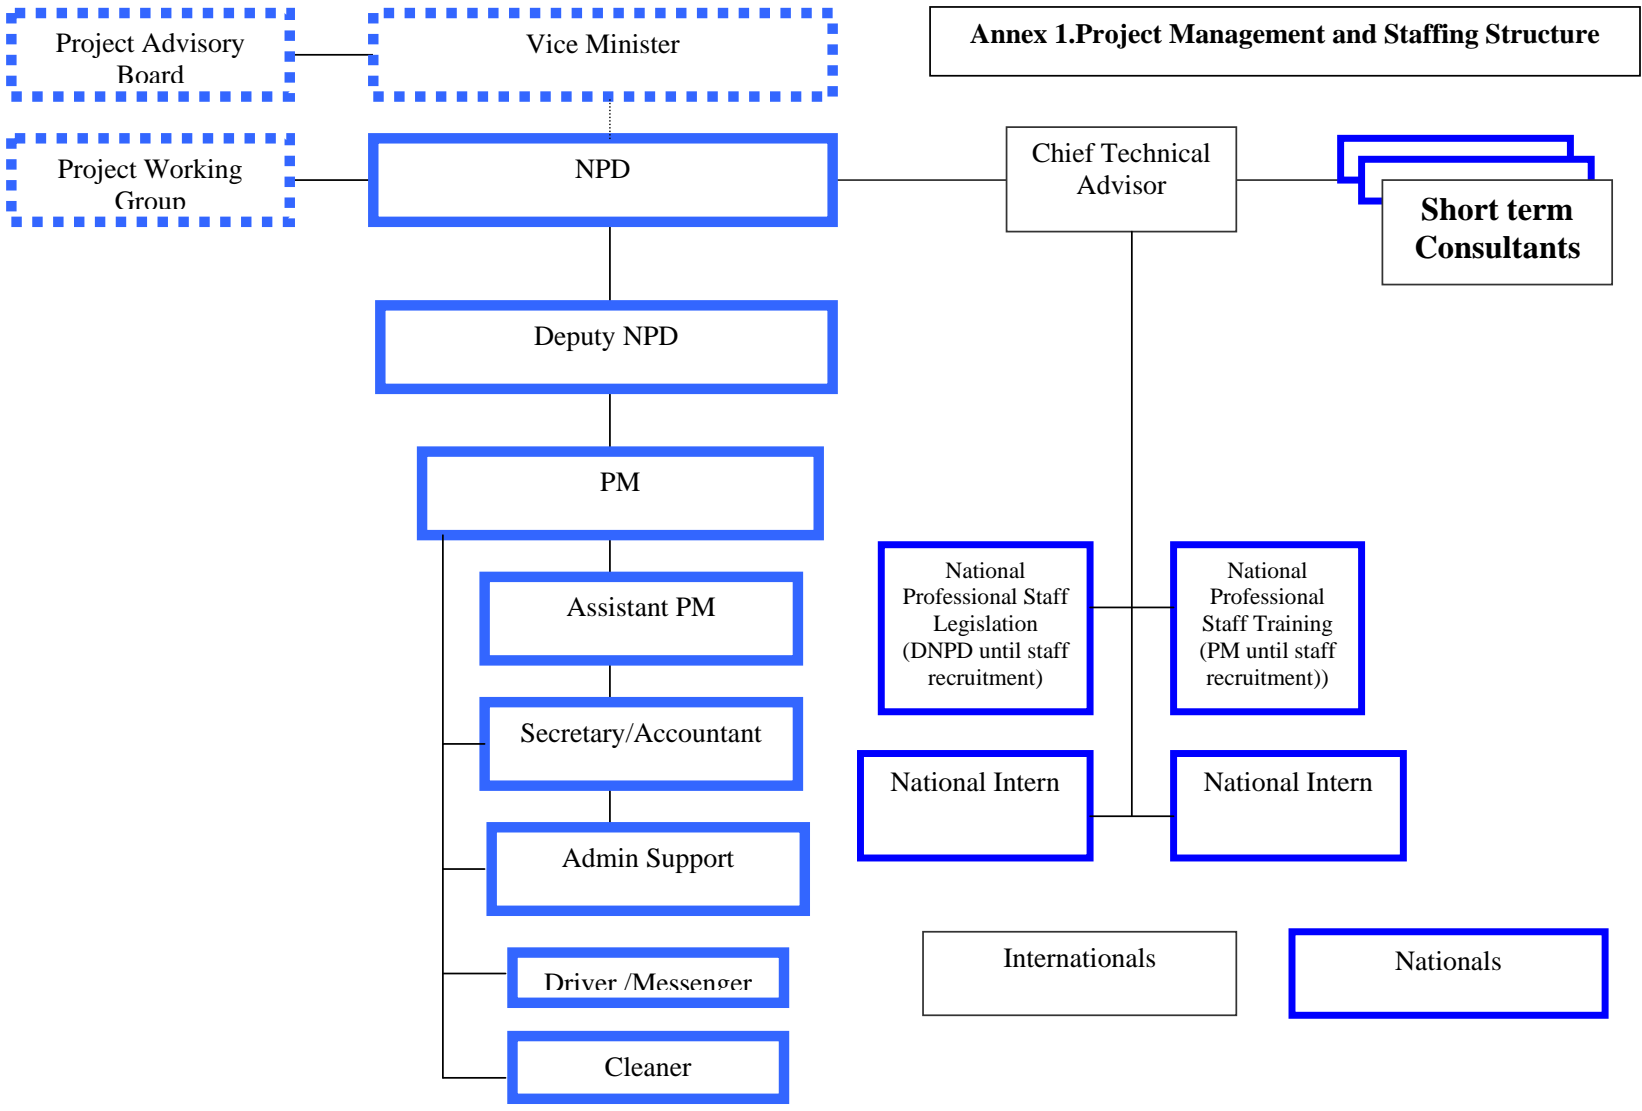 Project Advisory
Board
Vice Minister
Annex 1.Project Management and Staffing Structure
Project Working
Group
NPD
Chief Technical
Advisor
Short term
Consultants
Deputy NPD
PM
Assistant PM
National
Professional Staff
Legislation
(DNPD until staff
recruitment)
National
Professional
Staff Training
(PM until staff
recruitment))
Secretary/Accountant
National Intern
National Intern
Admin Support
Driver /Messenger
Internationals
Nationals
Cleaner